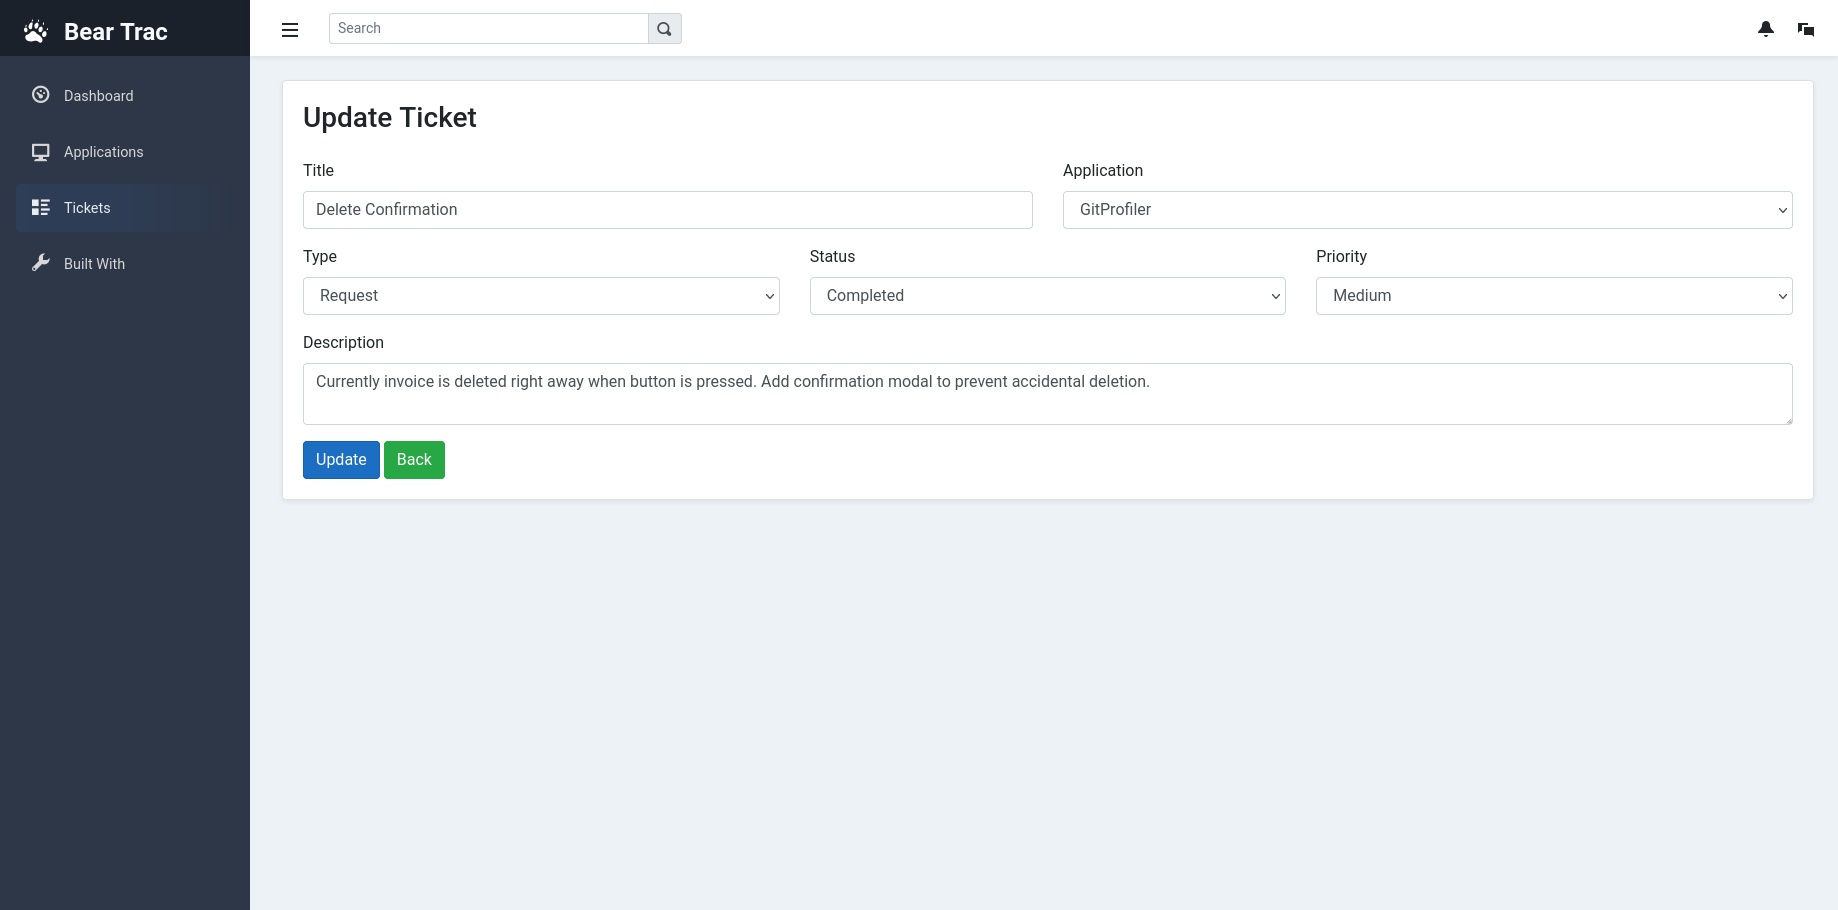 Bear Trac
Search
Dashboard
Applications
Tickets
Built With
Update Ticket
Title
Application
Delete Confirmation
GitProfiler
Type
Status
Priority
Request
Completed
Medium
Description
Currently invoice is deleted right away when button is pressed. Add confirmation modal to prevent accidental deletion.
Update
Back